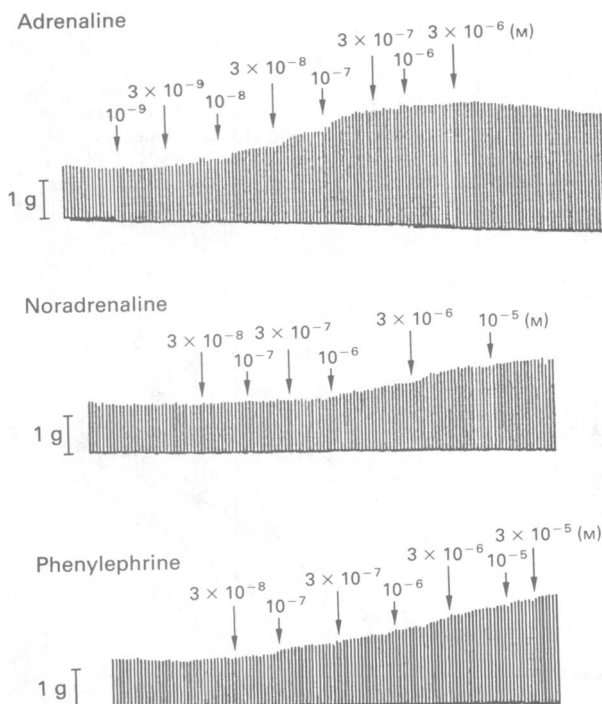 Adrenaline
3 × 10⁻⁷ 3 × 10⁻⁶ (M)
3 × 10⁻⁸
3 × 10⁻⁹ 10⁻⁷ 10⁻⁶
10⁻⁹ 10⁻⁸
1 g
Noradrenaline
3 × 10⁻⁸ 3 × 10⁻⁷ 3 × 10⁻⁶ 10⁻⁵ (M)
10⁻⁷ 10⁻⁶
1 g
3 × 10⁻⁵ (M)
Phenylephrine
3 × 10⁻⁶ 10⁻⁵
3 × 10⁻⁸ 3 × 10⁻⁷ 10⁻⁶
10⁻⁷
1 g